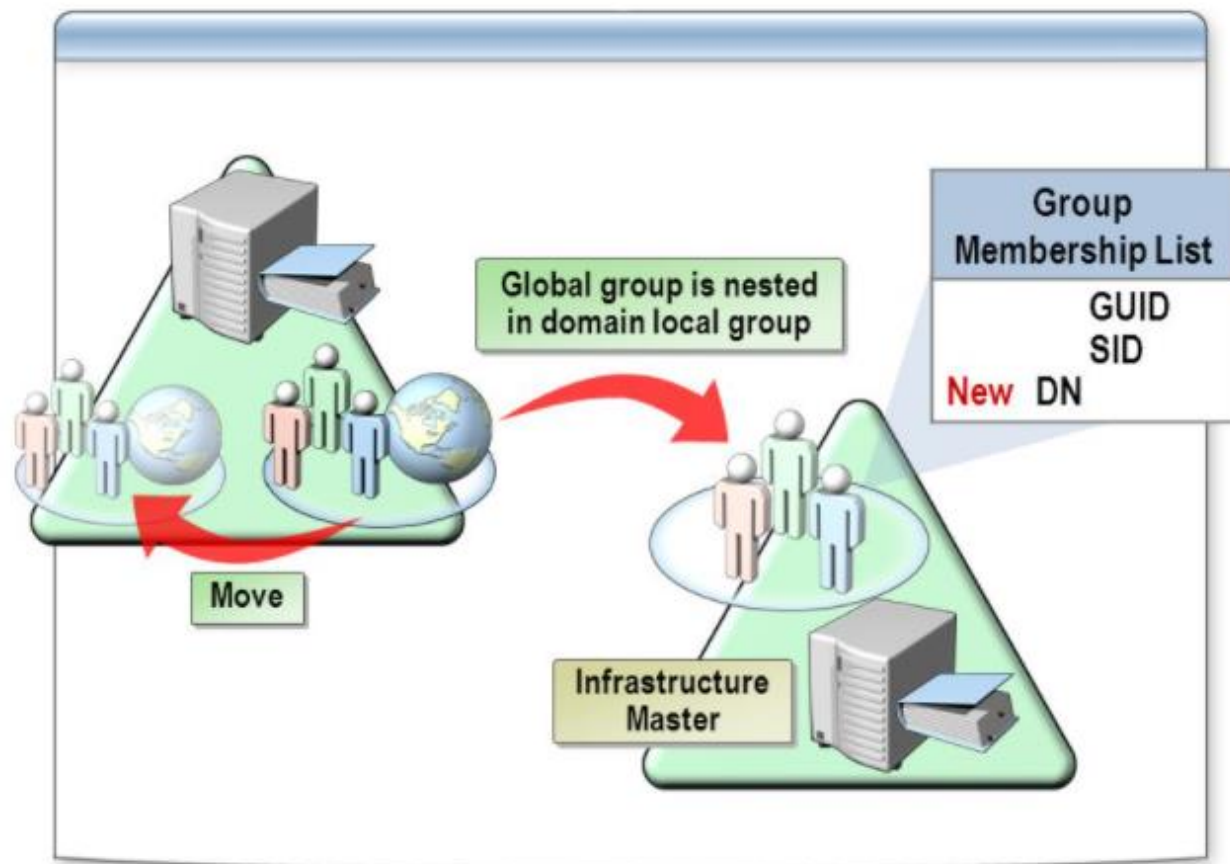 Global group is nested
in domain local group
Group
Membership List
GUID
SID
New DN
Move
Infrastructure
Master